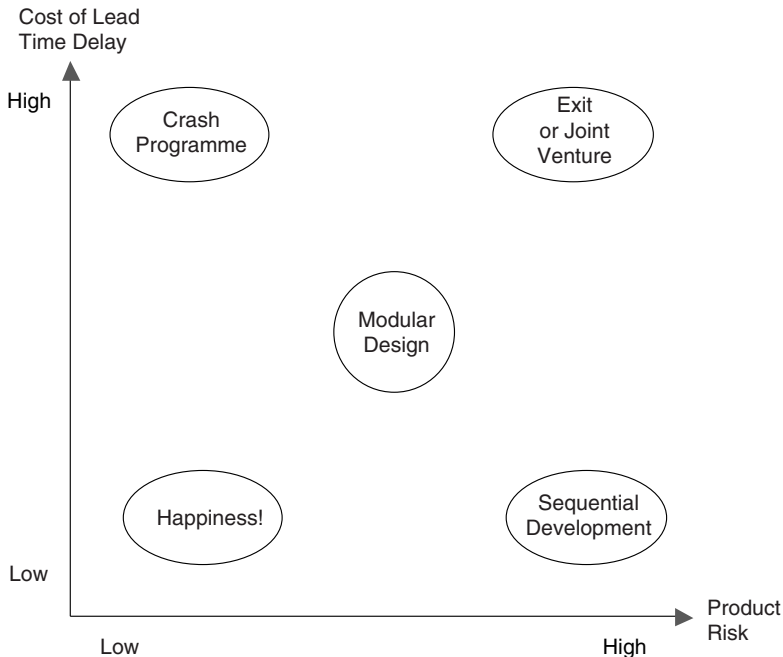 Cost of Lead
Time Delay
High
Crash
Programme
Exit
or Joint
Venture
Modular
Design
Happiness!
Sequential
Development
Low
Product
Risk
Low
High